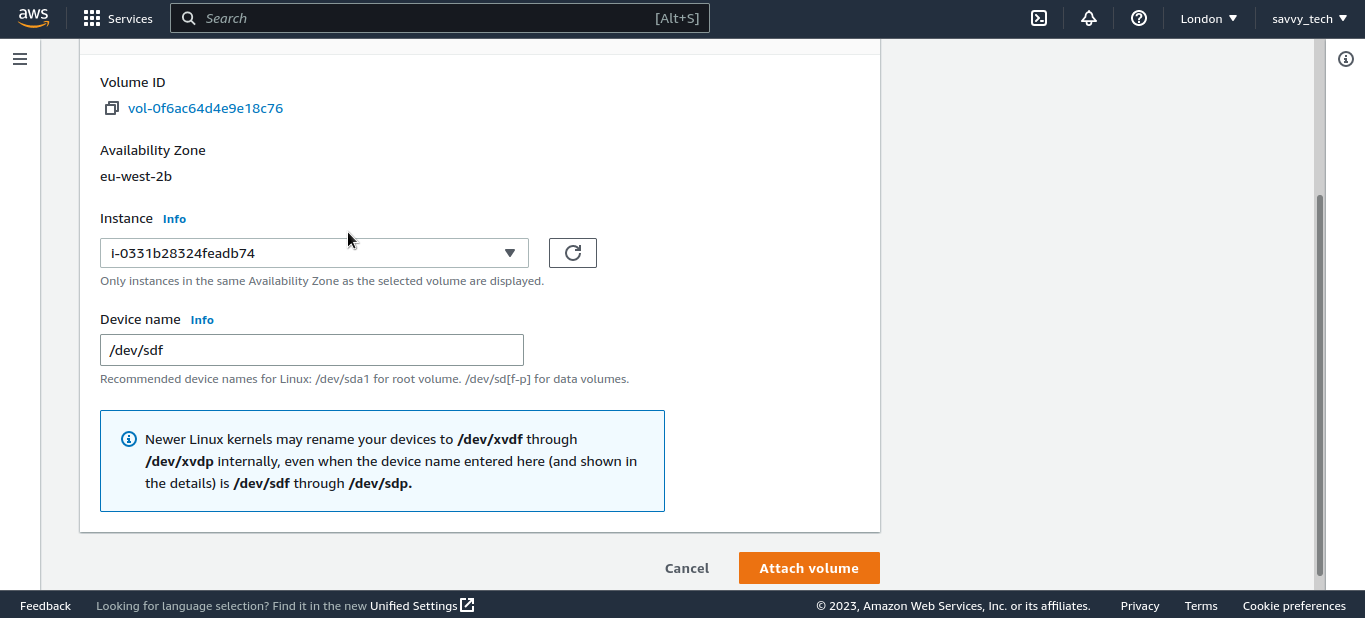 aws Services Search [Alt+S] London savvy_tech
Volume ID
vol-0f6ac64d4e9e18c76
Availability Zone
eu-west-2b
Instance Info
i-0331b28324feadb74
Only instances in the same Availability Zone as the selected volume are displayed.
Device name Info
/dev/sdf
Recommended device names for Linux: /dev/sda1 for root volume. /dev/sd[f-p] for data volumes.
Newer Linux kernels may rename your devices to /dev/xvdf through
/dev/xvdp internally, even when the device name entered here (and shown in
the details) is /dev/sdf through /dev/sdp.
Cancel Attach volume
Feedback Looking for language selection? Find it in the new Unified Settings © 2023, Amazon Web Services, Inc. or its affiliates. Privacy Terms Cookie preferences